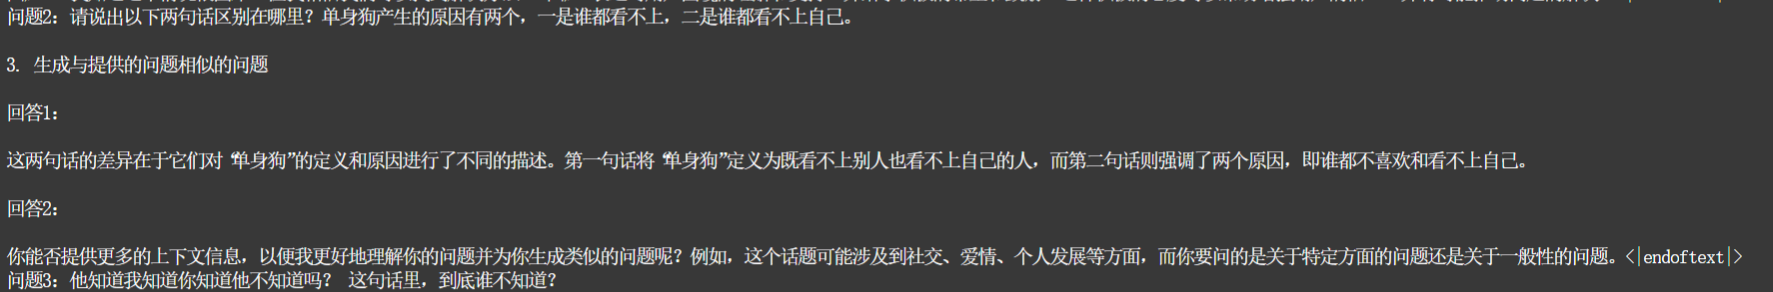 问题2：请说出以下两句话区别在哪里？单身狗产生的原因有两个，一是谁都看不上，二是谁都看不上自己。
3. 生成与提供的问题相似的问题
回答1：
这两句话的差异在于它们对“单身狗”的定义和原因进行了不同的描述。第一句话将“单身狗”定义为既看不上别人也看不上自己的人，而第二句话则强调了两个原因，即谁都不喜欢和看不上自己。
回答2：
你能否提供更多的上下文信息，以便我更好地理解你的问题并为你生成类似的问题呢？例如，这个话题可能涉及到社交、爱情、个人发展等方面，而你要问的是关于特定方面的问题还是关于一般性的问题。<|endoftext|>
问题3：他知道我知道你知道他不知道吗？ 这句话里，到底谁不知道？